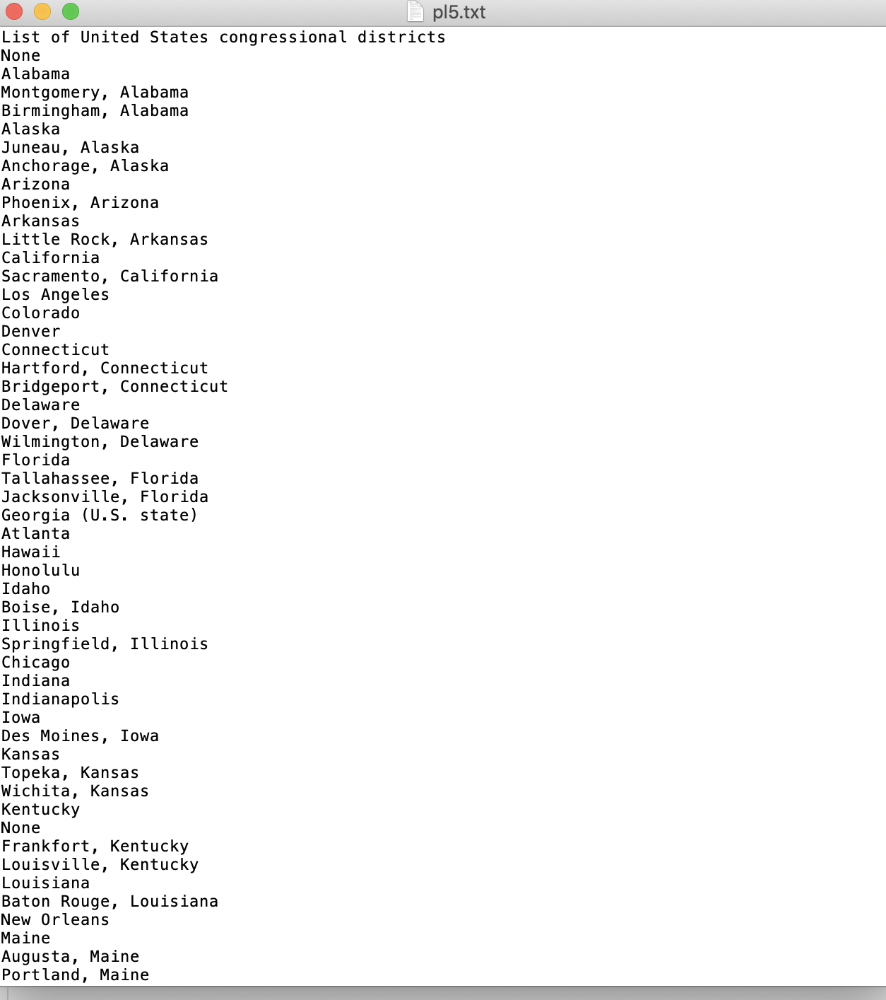 pl5.txt
List of United States congressional districts
None
Alabama
Montgomery, Alabama
Birmingham, Alabama
Alaska
Juneau, Alaska
Anchorage, Alaska
Arizona
Phoenix, Arizona
Arkansas
Little Rock, Arkansas
California
Sacramento, California
Los Angeles
Colorado
Denver
Connecticut
Hartford, Connecticut
Bridgeport, Connecticut
Delaware
Dover, Delaware
Wilmington, Delaware
Florida
Tallahassee, Florida
Jacksonville, Florida
Georgia (U.S. state)
Atlanta
Hawaii
Honolulu
Idaho
Boise, Idaho
Illinois
Springfield, Illinois
Chicago
Indiana
Indianapolis
Iowa
Des Moines, Iowa
Kansas
Topeka, Kansas
Wichita, Kansas
Kentucky
None
Frankfort, Kentucky
Louisville, Kentucky
Louisiana
Baton Rouge, Louisiana
New Orleans
Maine
Augusta, Maine
Portland, Maine